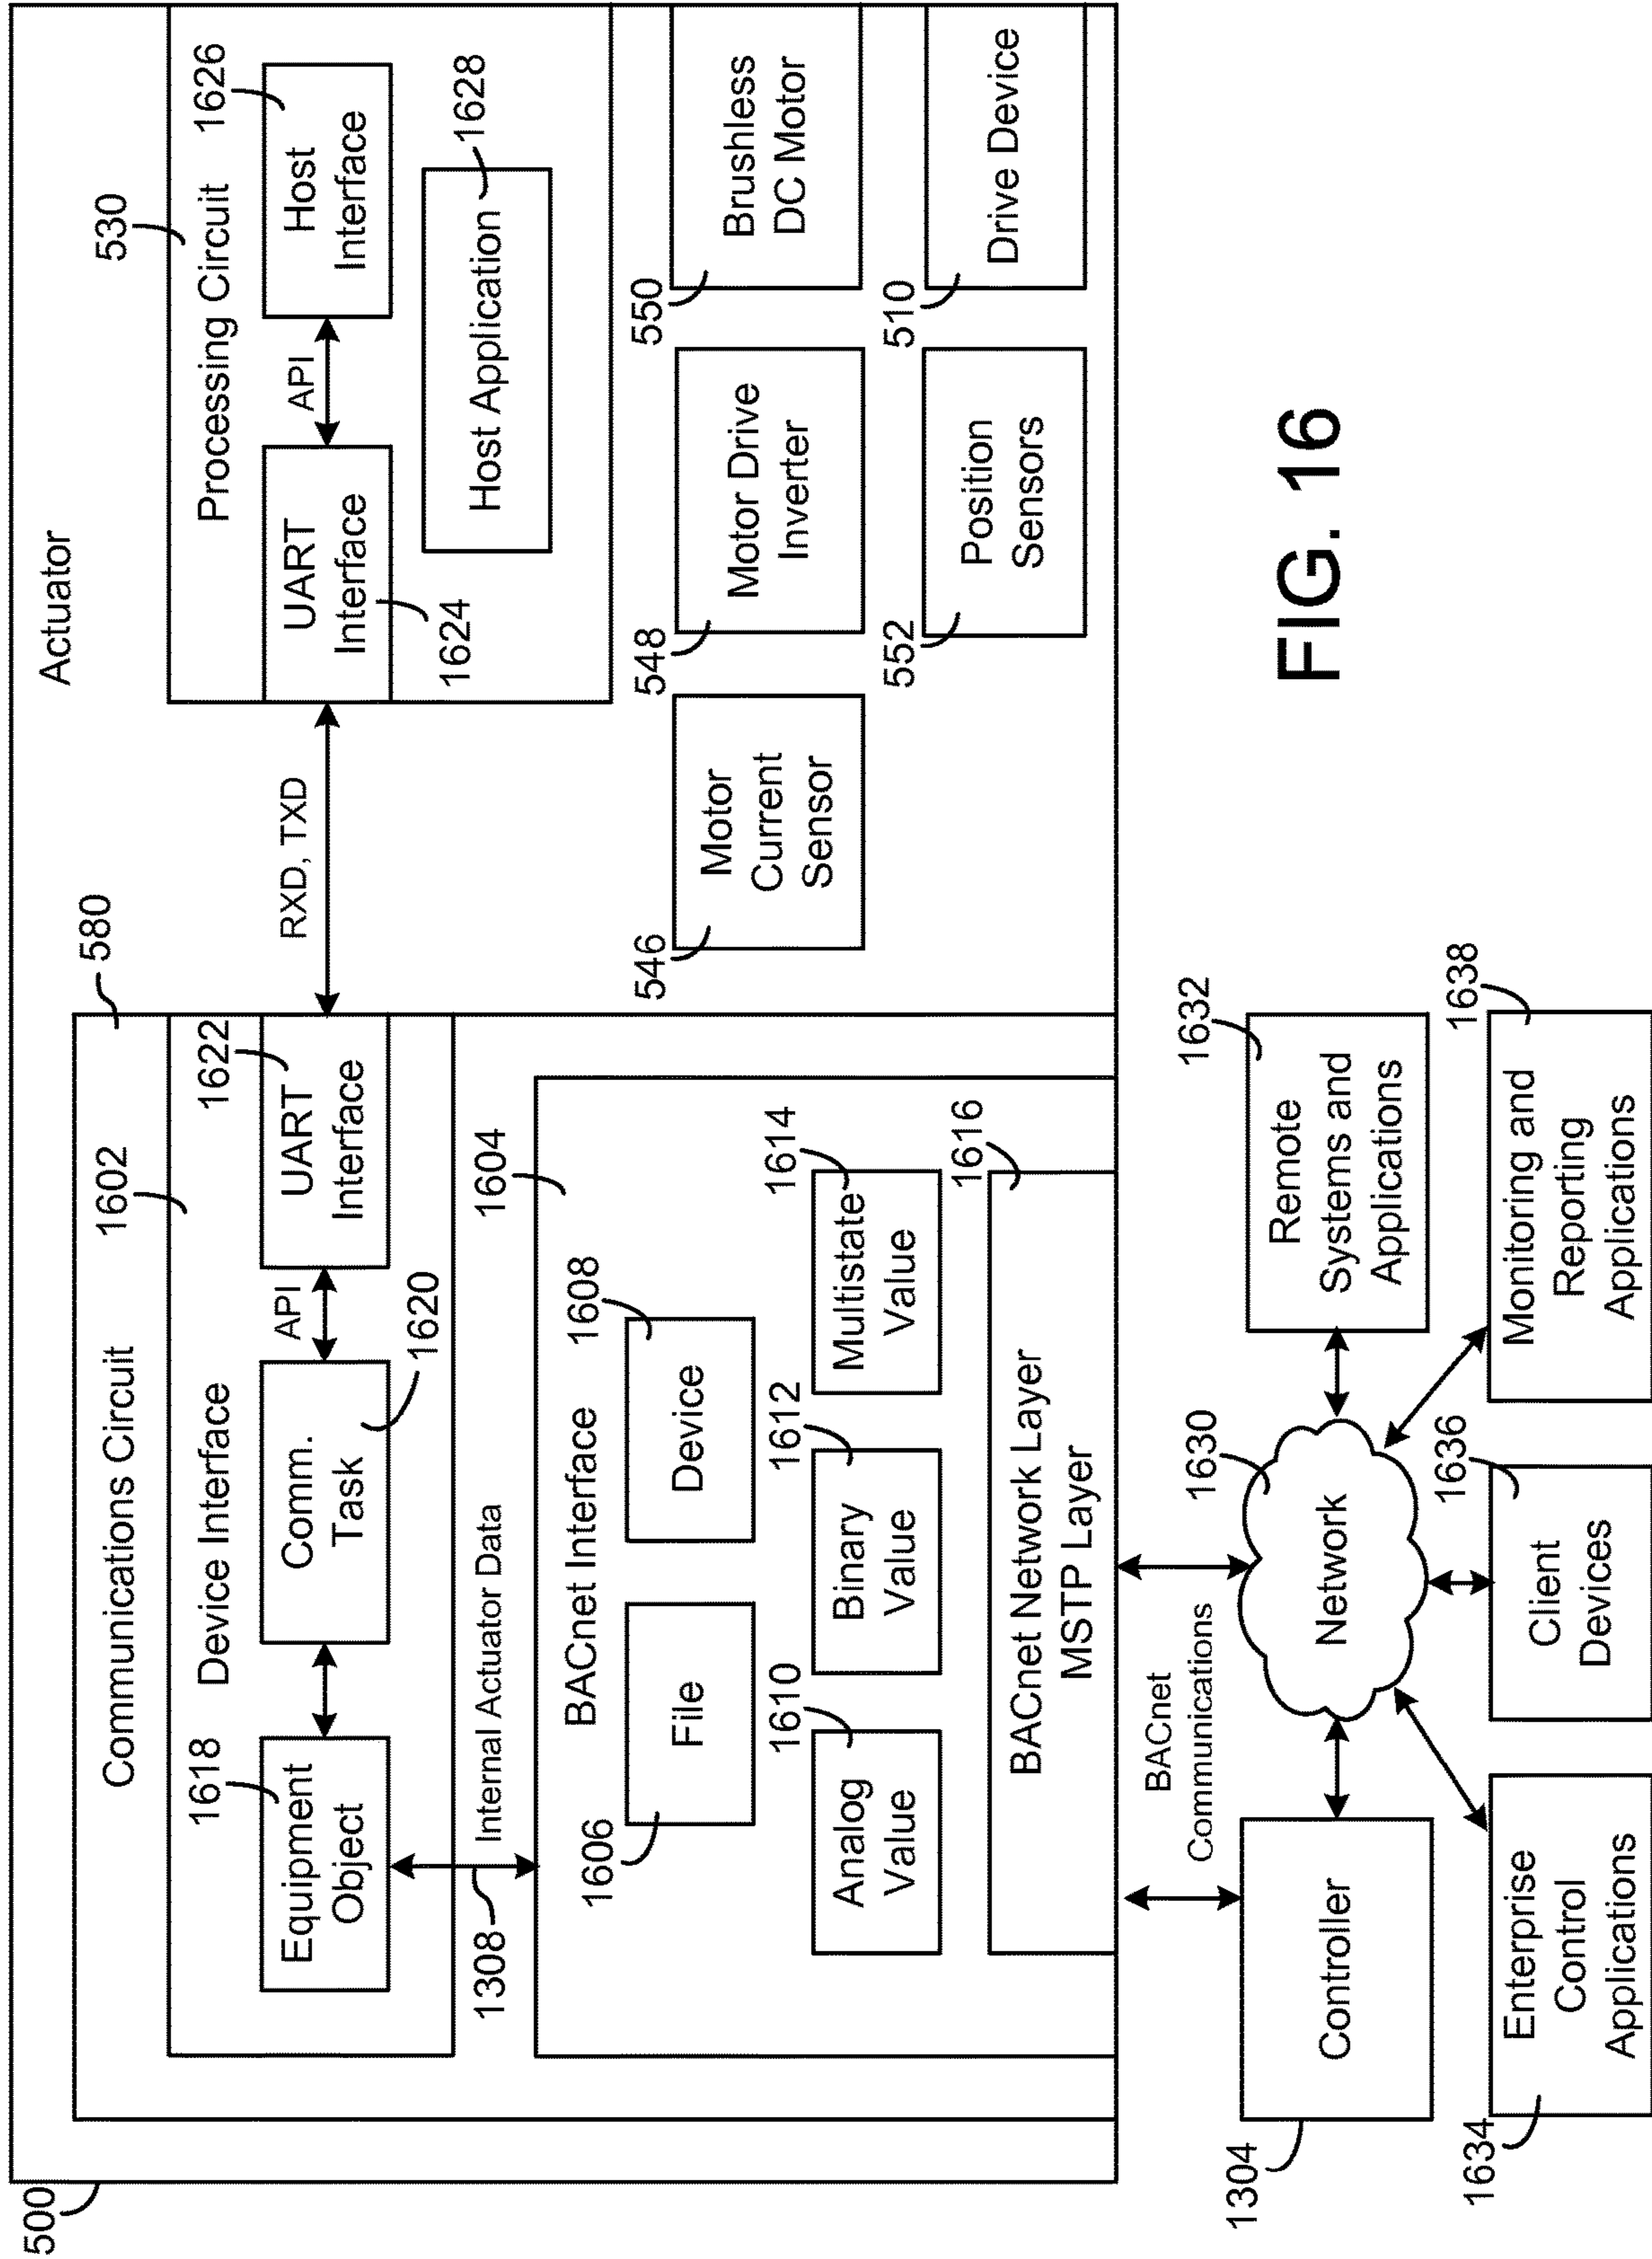 500
Actuator
580
Communications Circuit
1602
Device Interface
1618
Equipment
Object
Comm.
Task
1620
API
1622
UART
Interface
RXD, TXD
530
Processing Circuit
UART
Interface
1624
API
1626
Host
Interface
Host Application
1628
1308
Internal Actuator Data
1604
BACnet Interface
1606
File
1608
Device
1610
Analog
Value
1612
Binary
Value
1614
Multistate
Value
1616
BACnet Network Layer
MSTP Layer
546
Motor
Current
Sensor
548
Motor Drive
Inverter
550
Brushless
DC Motor
552
Position
Sensors
510
Drive Device
BACnet
Communications
1304
Controller
1630
Network
1632
Remote
Systems and
Applications
1634
Enterprise
Control
Applications
1636
Client
Devices
1638
Monitoring and
Reporting
Applications
FIG. 16